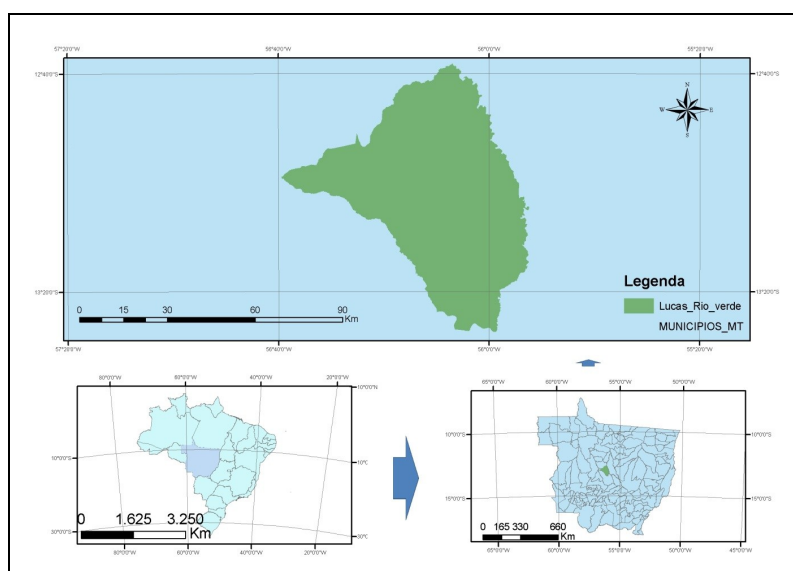 57°20'0"W 56°40'0"W 56°0'0"W 55°20'0"W
12°40'0"S 12°40'0"S
N
W E
S
Legenda
Lucas_Rio_verde
MUNICIPIOS_MT
13°20'0"S 13°20'0"S
0 15 30 60 90
Km
57°20'0"W 56°40'0"W 56°0'0"W 55°20'0"W
80°0'0"W 60°0'0"W 40°0'0"W 20°0'0"W
10°0'0"S
10°0'0"S
30°0'0"S
0 1.625 3.250
Km
80°0'0"W 60°0'0"W 40°0'0"W 20°0'0"W
65°0'0"W 60°0'0"W 55°0'0"W 50°0'0"W
10°0'0"S 10°0'0"S
15°0'0"S 15°0'0"S
0 165 330 660
Km
65°0'0"W 60°0'0"W 55°0'0"W 50°0'0"W 45°0'0"W